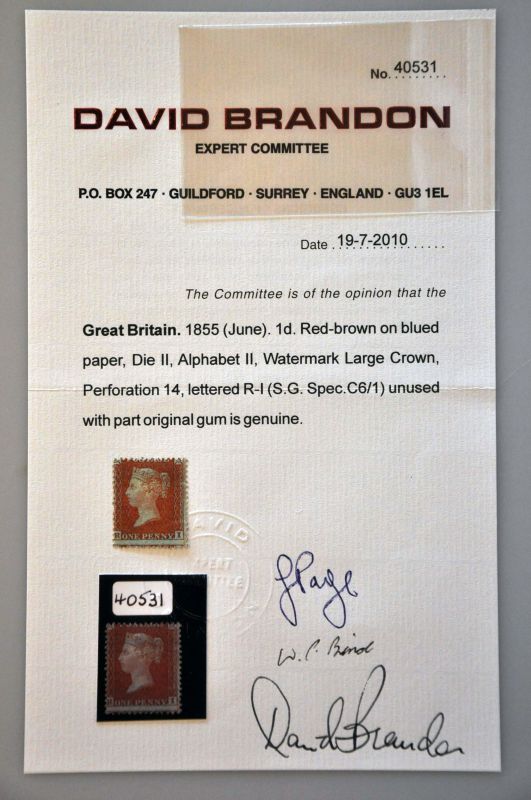 No. 40531
DAVID BRANDON
EXPERT COMMITTEE
P.O. BOX 247 · GUILDFORD · SURREY · ENGLAND · GU3 1EL
Date 19-7-2010
The Committee is of the opinion that the
Great Britain. 1855 (June). 1d. Red-brown on blued
paper, Die II, Alphabet II, Watermark Large Crown,
Perforation 14, lettered R-I (S.G. Spec.C6/1) unused
with part original gum is genuine.
DAVID
R ONE PENNY I
40531
R ONE PENNY I
David Brandon